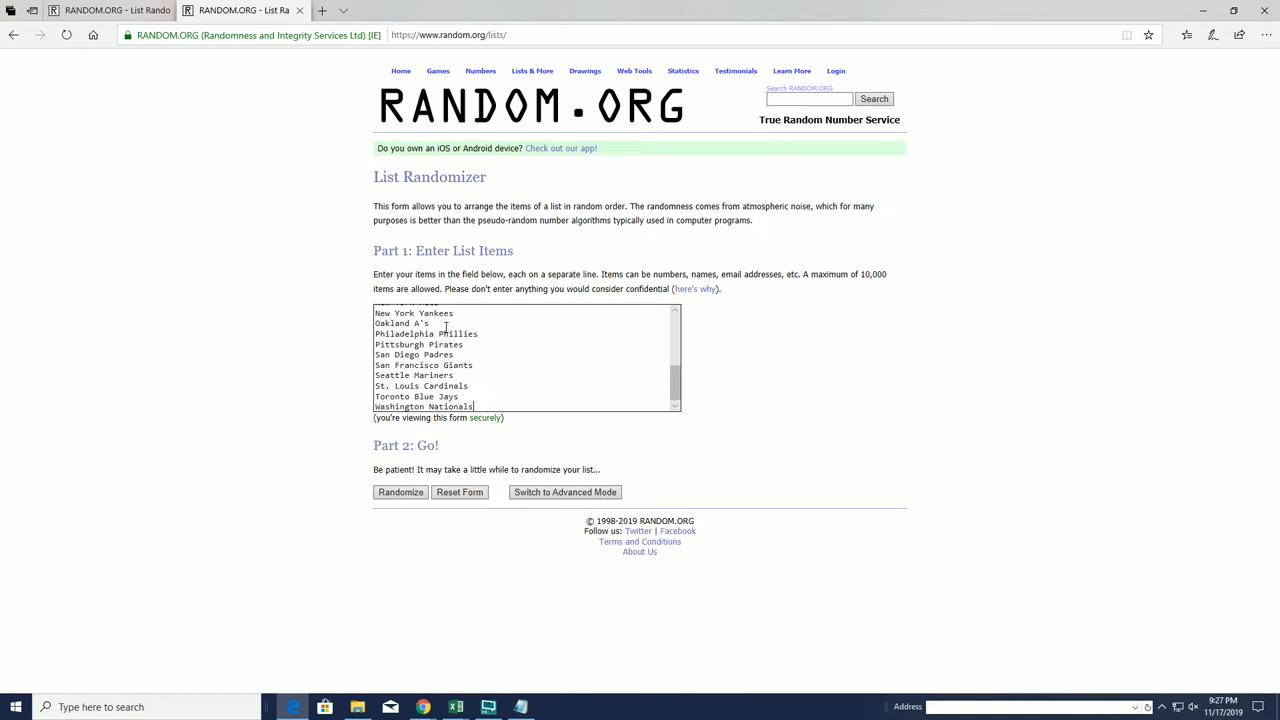 RANDOM.ORG - List Rando
RANDOM.ORG - List Ra
RANDOM.ORG (Randomness and Integrity Services Ltd) [IE]
https://www.random.org/lists/
Home Games Numbers Lists & More Drawings Web Tools Statistics Testimonials Learn More Login
RANDOM.ORG
Search RANDOM.ORG
Search
True Random Number Service
Do you own an iOS or Android device? Check out our app!
List Randomizer
This form allows you to arrange the items of a list in random order. The randomness comes from atmospheric noise, which for many
purposes is better than the pseudo-random number algorithms typically used in computer programs.
Part 1: Enter List Items
Enter your items in the field below, each on a separate line. Items can be numbers, names, email addresses, etc. A maximum of 10,000
items are allowed. Please don't enter anything you would consider confidential (here's why).
New York Yankees
Oakland A's
Philadelphia Phillies
Pittsburgh Pirates
San Diego Padres
San Francisco Giants
Seattle Mariners
St. Louis Cardinals
Toronto Blue Jays
Washington Nationals
(you're viewing this form securely)
Part 2: Go!
Be patient! It may take a little while to randomize your list...
Randomize Reset Form Switch to Advanced Mode
© 1998-2019 RANDOM.ORG
Follow us: Twitter | Facebook
Terms and Conditions
About Us
Type here to search
Address
9:27 PM
11/17/2019